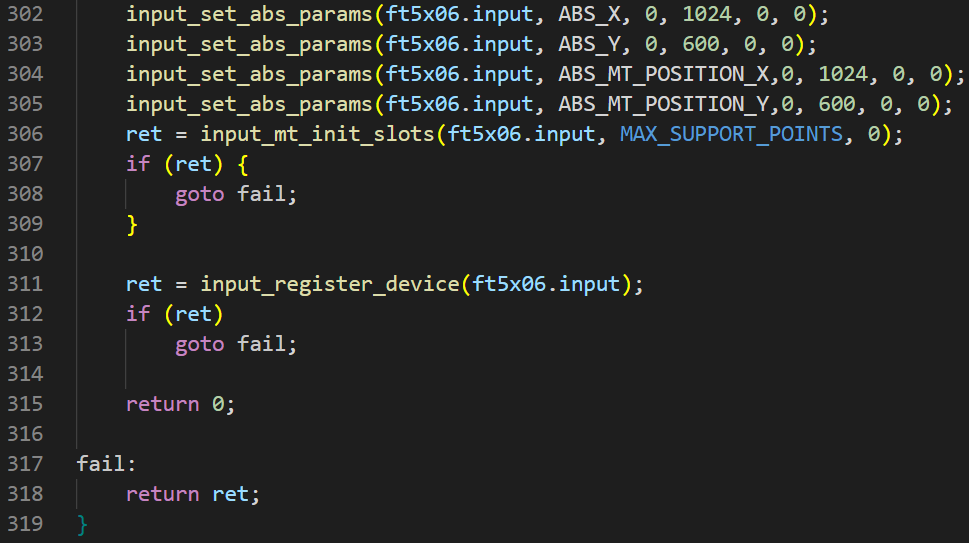 302 input_set_abs_params(ft5x06.input, ABS_X, 0, 1024, 0, 0);
303 input_set_abs_params(ft5x06.input, ABS_Y, 0, 600, 0, 0);
304 input_set_abs_params(ft5x06.input, ABS_MT_POSITION_X,0, 1024, 0, 0);
305 input_set_abs_params(ft5x06.input, ABS_MT_POSITION_Y,0, 600, 0, 0);
306 ret = input_mt_init_slots(ft5x06.input, MAX_SUPPORT_POINTS, 0);
307 if (ret) {
308 goto fail;
309 }
310
311 ret = input_register_device(ft5x06.input);
312 if (ret)
313 goto fail;
314
315 return 0;
316
317 fail:
318 return ret;
319 }